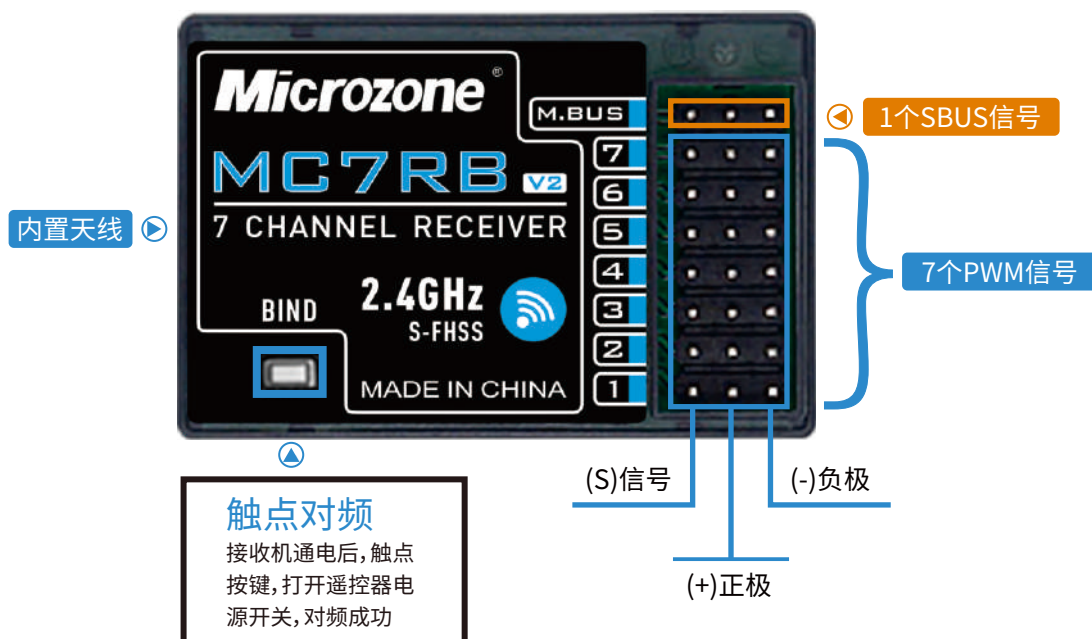 Microzone®
M.BUS
1个SBUS信号
MC7RB V2
7
6
7 CHANNEL RECEIVER
5
内置天线
4
7个PWM信号
2.4GHz
BIND
S-FHSS
3
2
MADE IN CHINA
1
(S)信号
(-)负极
(+)正极
触点对频
接收机通电后,触点
按键,打开遥控器电
源开关,对频成功